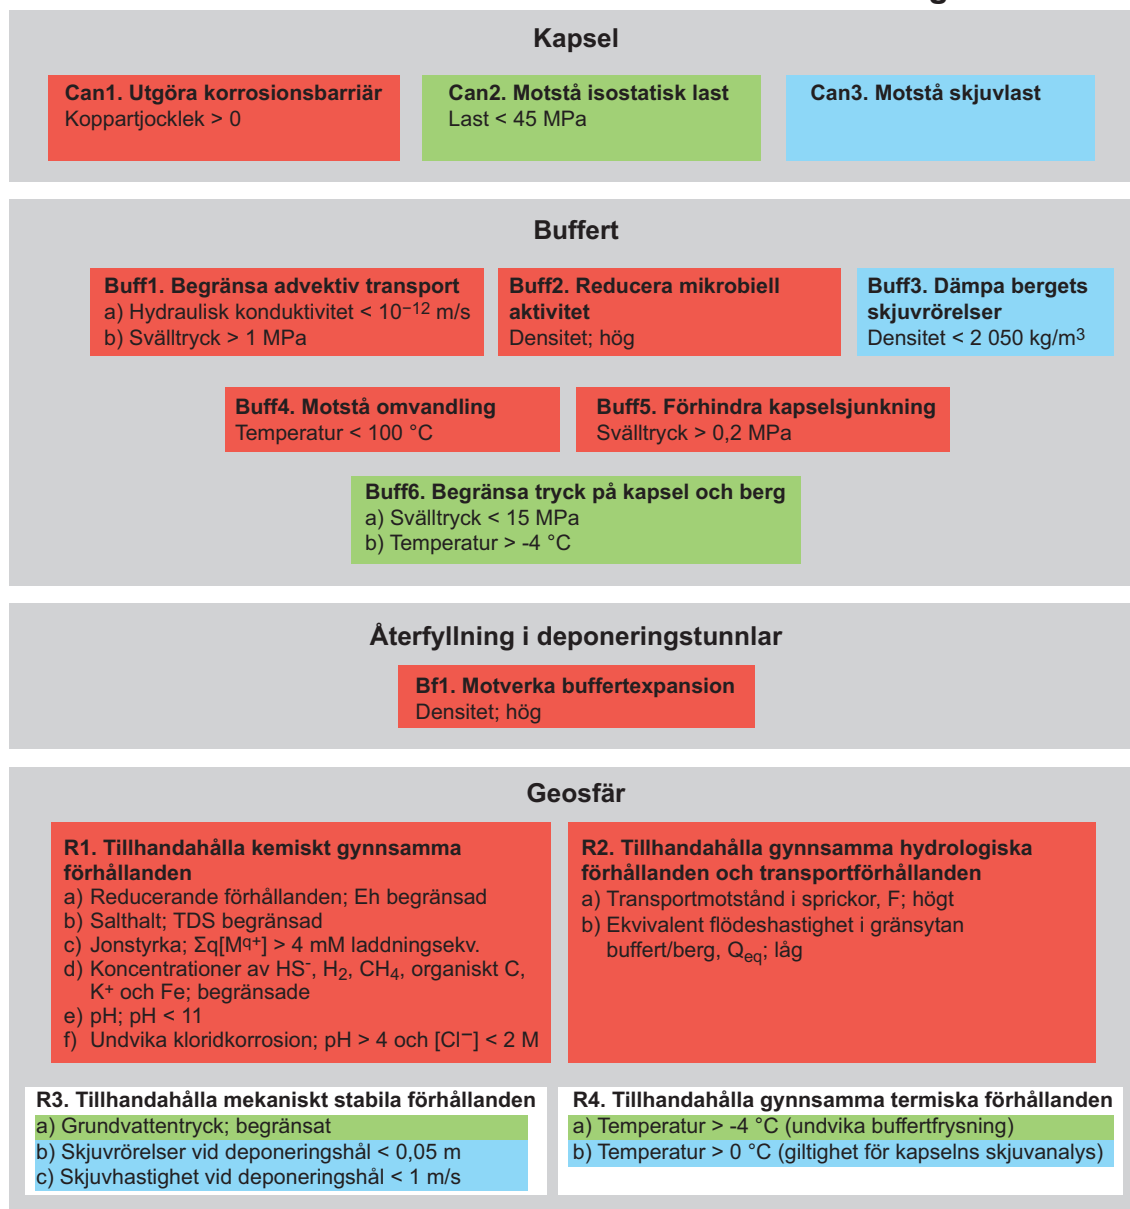 Kapsel
Can1. Utgöra korrosionsbarriär
Koppartjocklek > 0
Can2. Motstå isostatisk last
Last < 45 MPa
Can3. Motstå skjuvlast
Buffert
Buff1. Begränsa advektiv transport
a) Hydraulisk konduktivitet < 10⁻¹² m/s
b) Svälltryck > 1 MPa
Buff2. Reducera mikrobiell
aktivitet
Densitet; hög
Buff3. Dämpa bergets
skjuvrörelser
Densitet < 2 050 kg/m³
Buff4. Motstå omvandling
Temperatur < 100 °C
Buff5. Förhindra kapselsjunkning
Svälltryck > 0,2 MPa
Buff6. Begränsa tryck på kapsel och berg
a) Svälltryck < 15 MPa
b) Temperatur > -4 °C
Återfyllning i deponeringstunnlar
Bf1. Motverka buffertexpansion
Densitet; hög
Geosfär
R1. Tillhandahålla kemiskt gynnsamma
förhållanden
a) Reducerande förhållanden; Eh begränsad
b) Salthalt; TDS begränsad
c) Jonstyrka; Σq[Mq⁺] > 4 mM laddningsekv.
d) Koncentrationer av HS⁻, H₂, CH₄, organiskt C,
K⁺ och Fe; begränsade
e) pH; pH < 11
f) Undvika kloridkorrosion; pH > 4 och [Cl⁻] < 2 M
R2. Tillhandahålla gynnsamma hydrologiska
förhållanden och transportförhållanden
a) Transportmotstånd i sprickor, F; högt
b) Ekvivalent flödeshastighet i gränsytan
buffert/berg, Qeq; låg
R3. Tillhandahålla mekaniskt stabila förhållanden
a) Grundvattentryck; begränsat
b) Skjuvrörelser vid deponeringshål < 0,05 m
c) Skjuvhastighet vid deponeringshål < 1 m/s
R4. Tillhandahålla gynnsamma termiska förhållanden
a) Temperatur > -4 °C (undvika buffertfrysning)
b) Temperatur > 0 °C (giltighet för kapselns skjuvanalys)